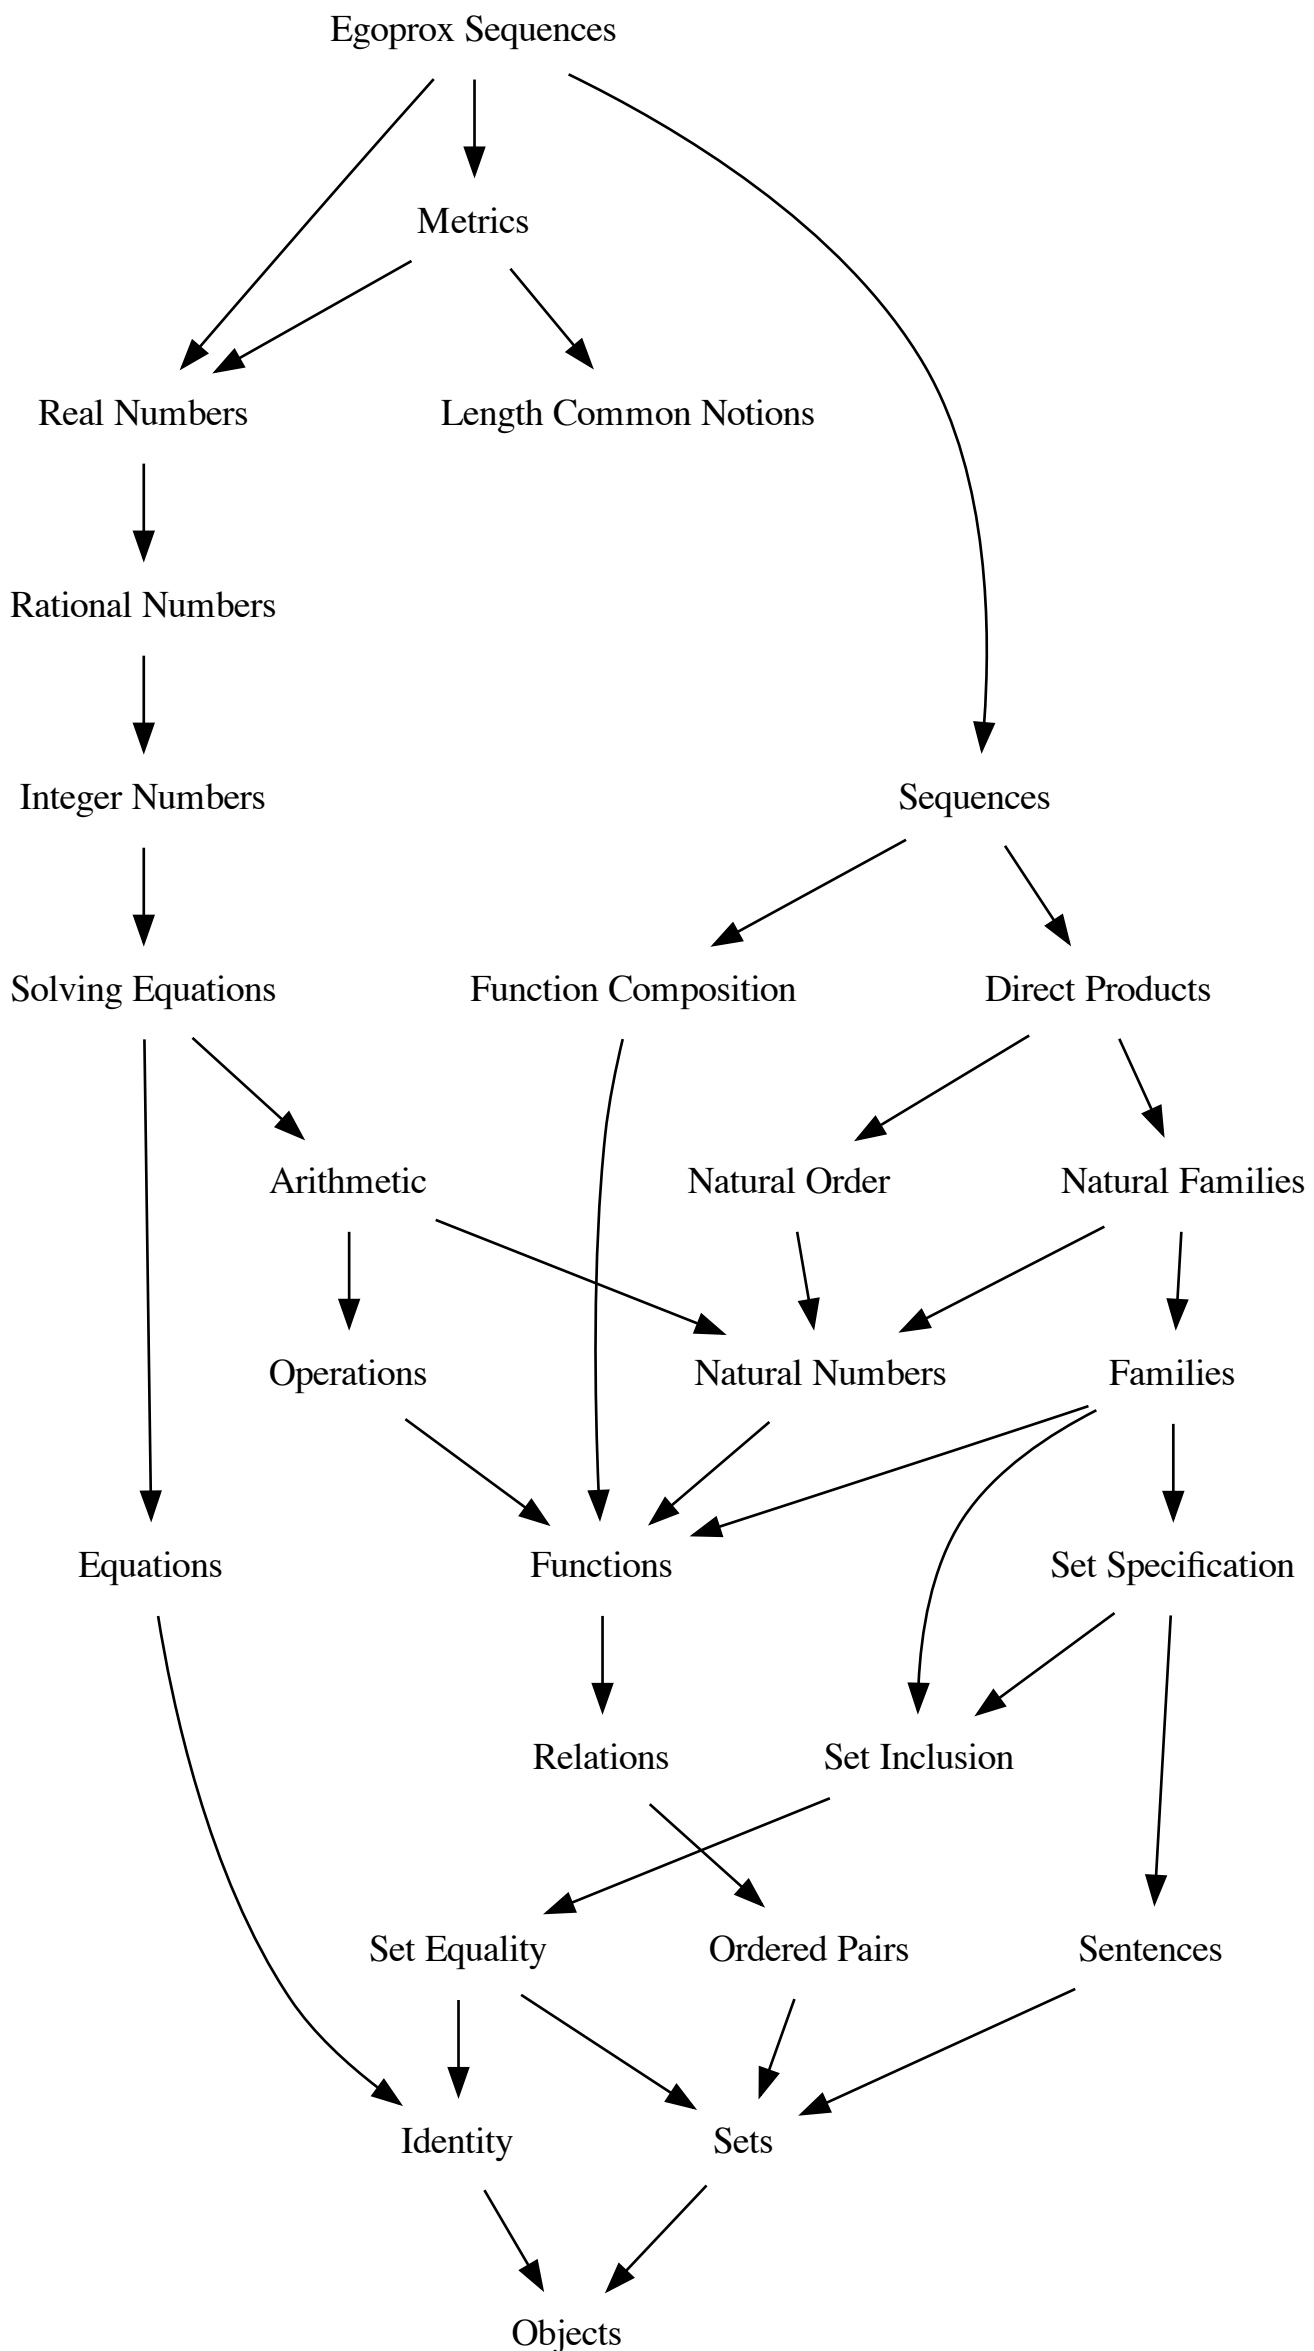 Egoprox Sequences
Metrics
Real Numbers
Length Common Notions
Rational Numbers
Integer Numbers
Sequences
Solving Equations
Function Composition
Direct Products
Arithmetic
Natural Order
Natural Families
Operations
Natural Numbers
Families
Equations
Functions
Set Specification
Relations
Set Inclusion
Set Equality
Ordered Pairs
Sentences
Identity
Sets
Objects